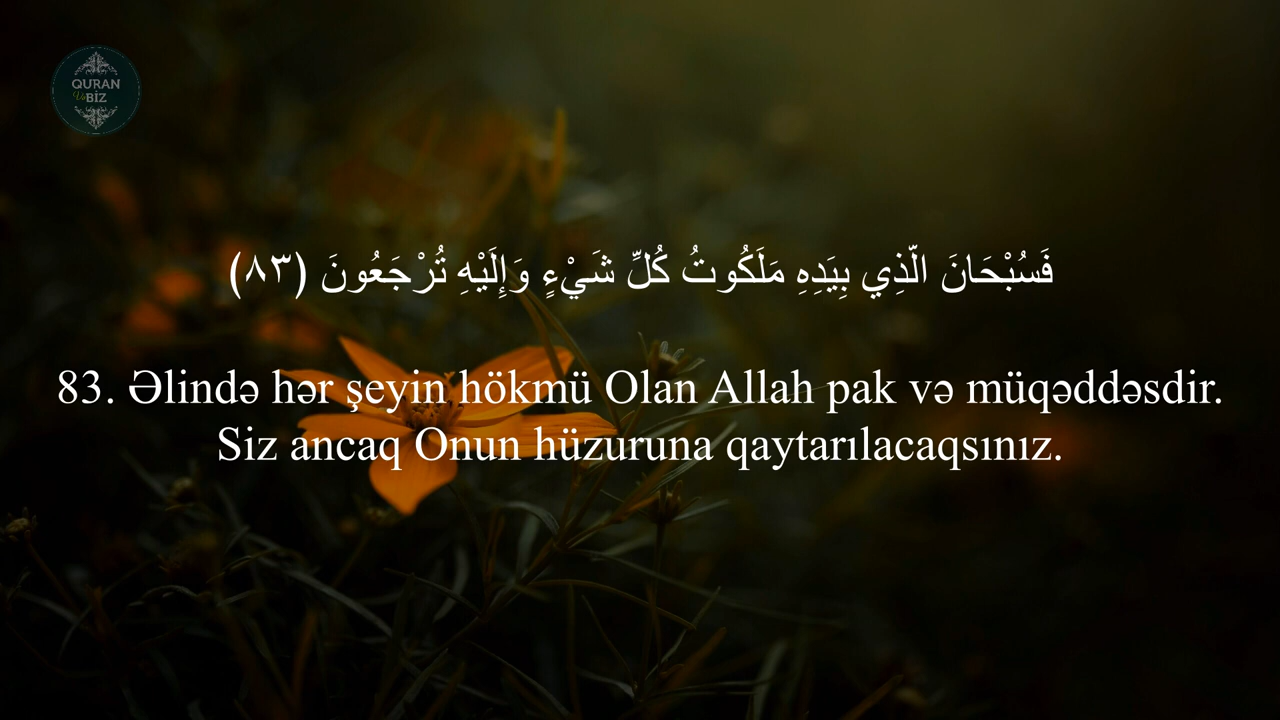 QURAN
Və BİZ
فَسُبْحَانَ الَّذِي بِيَدِهِ مَلَكُوتُ كُلِّ شَيْءٍ وَإِلَيْهِ تُرْجَعُونَ (٨٣)
83. Əlində hər şeyin hökmü Olan Allah pak və müqəddəsdir.
Siz ancaq Onun hüzuruna qaytarılacaqsınız.